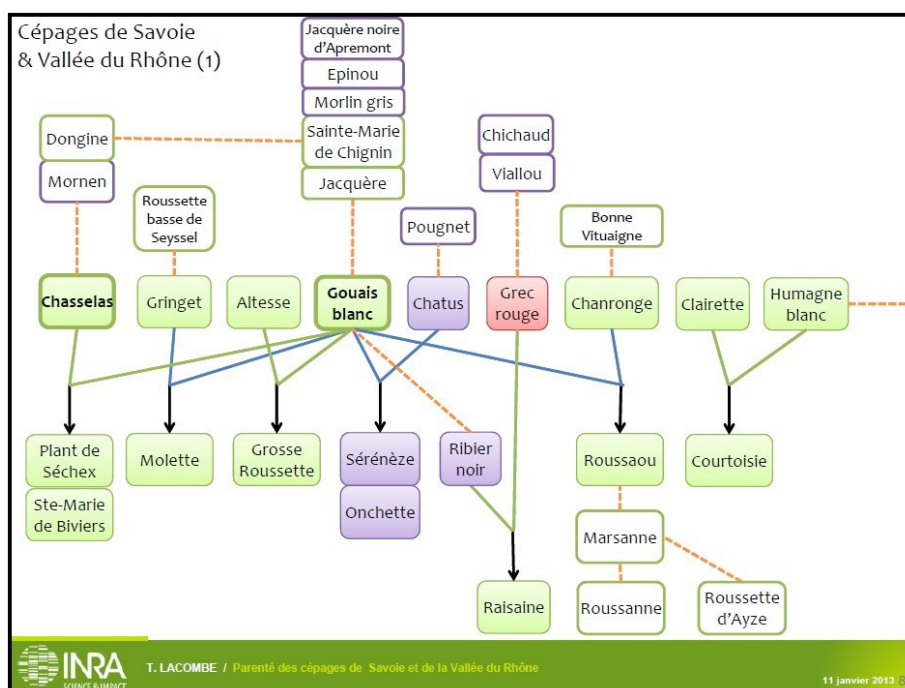 Cépages de Savoie
& Vallée du Rhône (1)
Jacquère noire
d'Apremont
Epinou
Morlin gris
Sainte-Marie
de Chignin
Jacquère
Dongine
Mornen
Roussette
basse de
Seyssel
Pougnet
Chichaud
Viallou
Bonne
Vituaigne
Chasselas
Gringet
Altesse
Gouais
blanc
Chatus
Grec
rouge
Chanronge
Clairette
Humagne
blanc
Plant de
Séchex
Ste-Marie
de Biviers
Molette
Grosse
Roussette
Sérénèze
Onchette
Ribier
noir
Roussaou
Courtoisie
Marsanne
Raisaine
Roussanne
Roussette
d'Ayze
INRA
SCIENCE & IMPACT
T. LACOMBE / Parenté des cépages de Savoie et de la Vallée du Rhône
11 janvier 2013 8